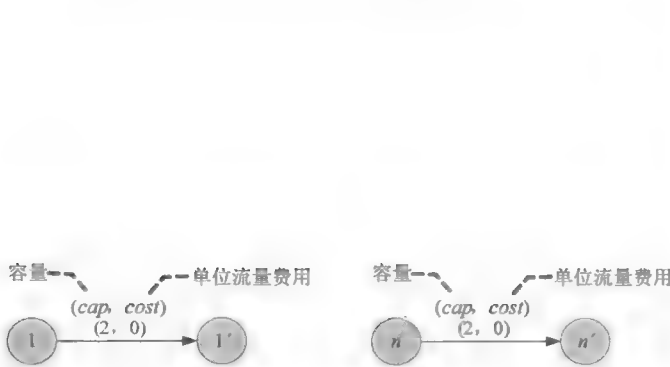 容量 单位流量费用 容量 单位流量费用
(cap, cost) (cap, cost)
(2, 0) (2, 0)
1 1′ n n′